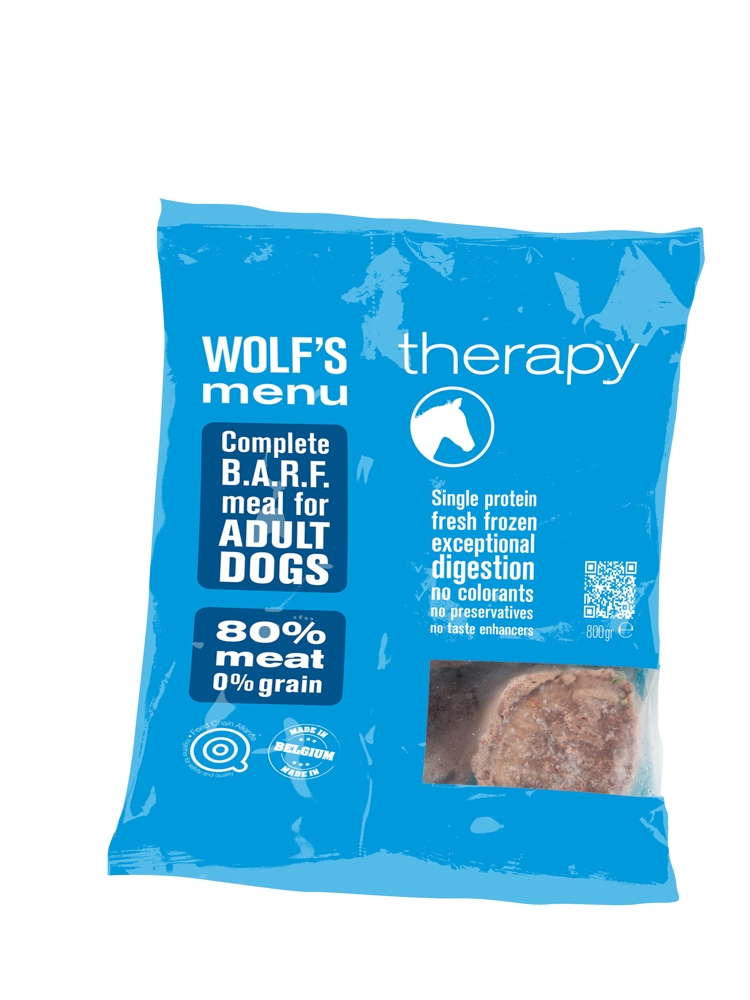 WOLF'S
menu
Complete
B.A.R.F.
meal for
ADULT
DOGS
80%
meat
0% grain
Feed Chain Alliance
• together for safety and quality
MADE IN
BELGIUM
MADE IN
therapy
Single protein
fresh frozen
exceptional
digestion
no colorants
no preservatives
no taste enhancers
800gr e